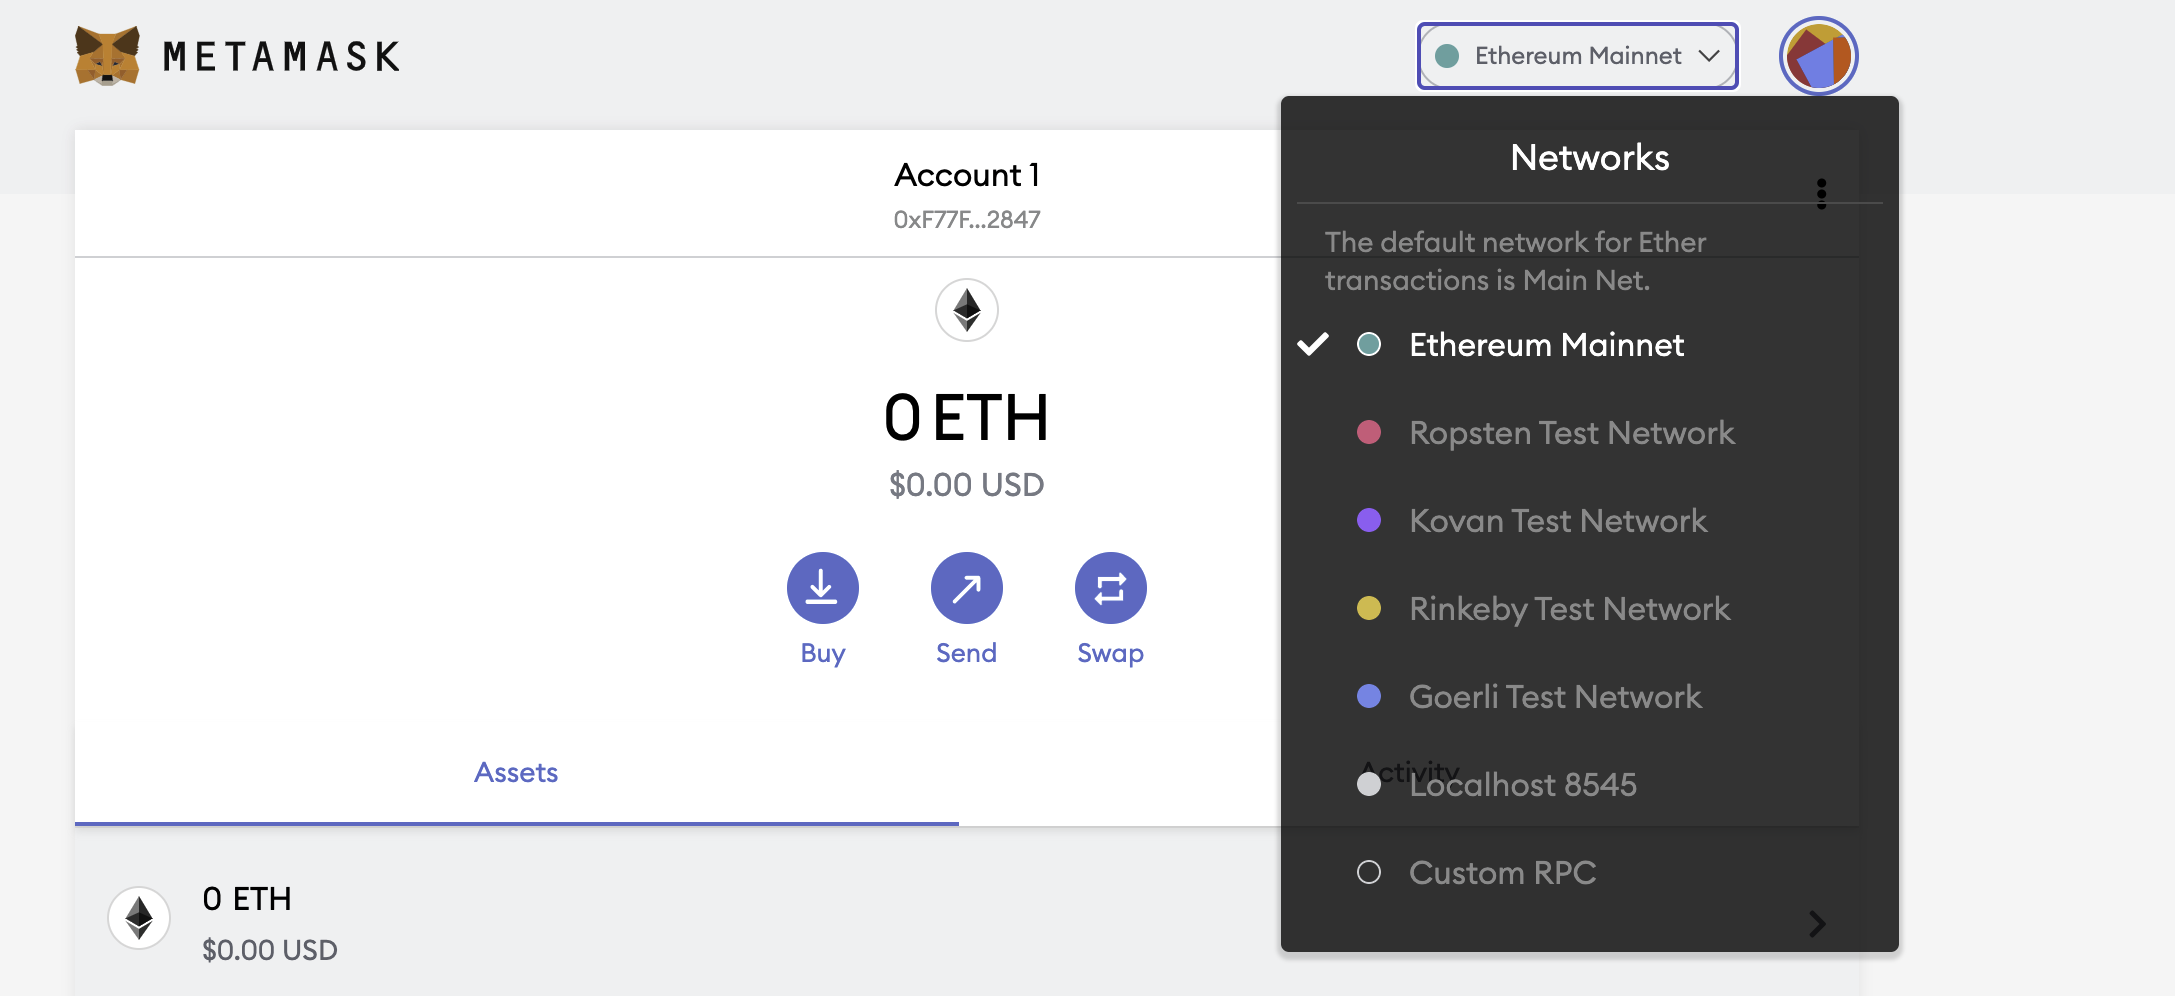 METAMASK
Ethereum Mainnet
Account 1
0xF77F...2847
0 ETH
$0.00 USD
Buy
Send
Swap
Assets
Activity
0 ETH
$0.00 USD
Networks
The default network for Ether
transactions is Main Net.
Ethereum Mainnet
Ropsten Test Network
Kovan Test Network
Rinkeby Test Network
Goerli Test Network
Localhost 8545
Custom RPC